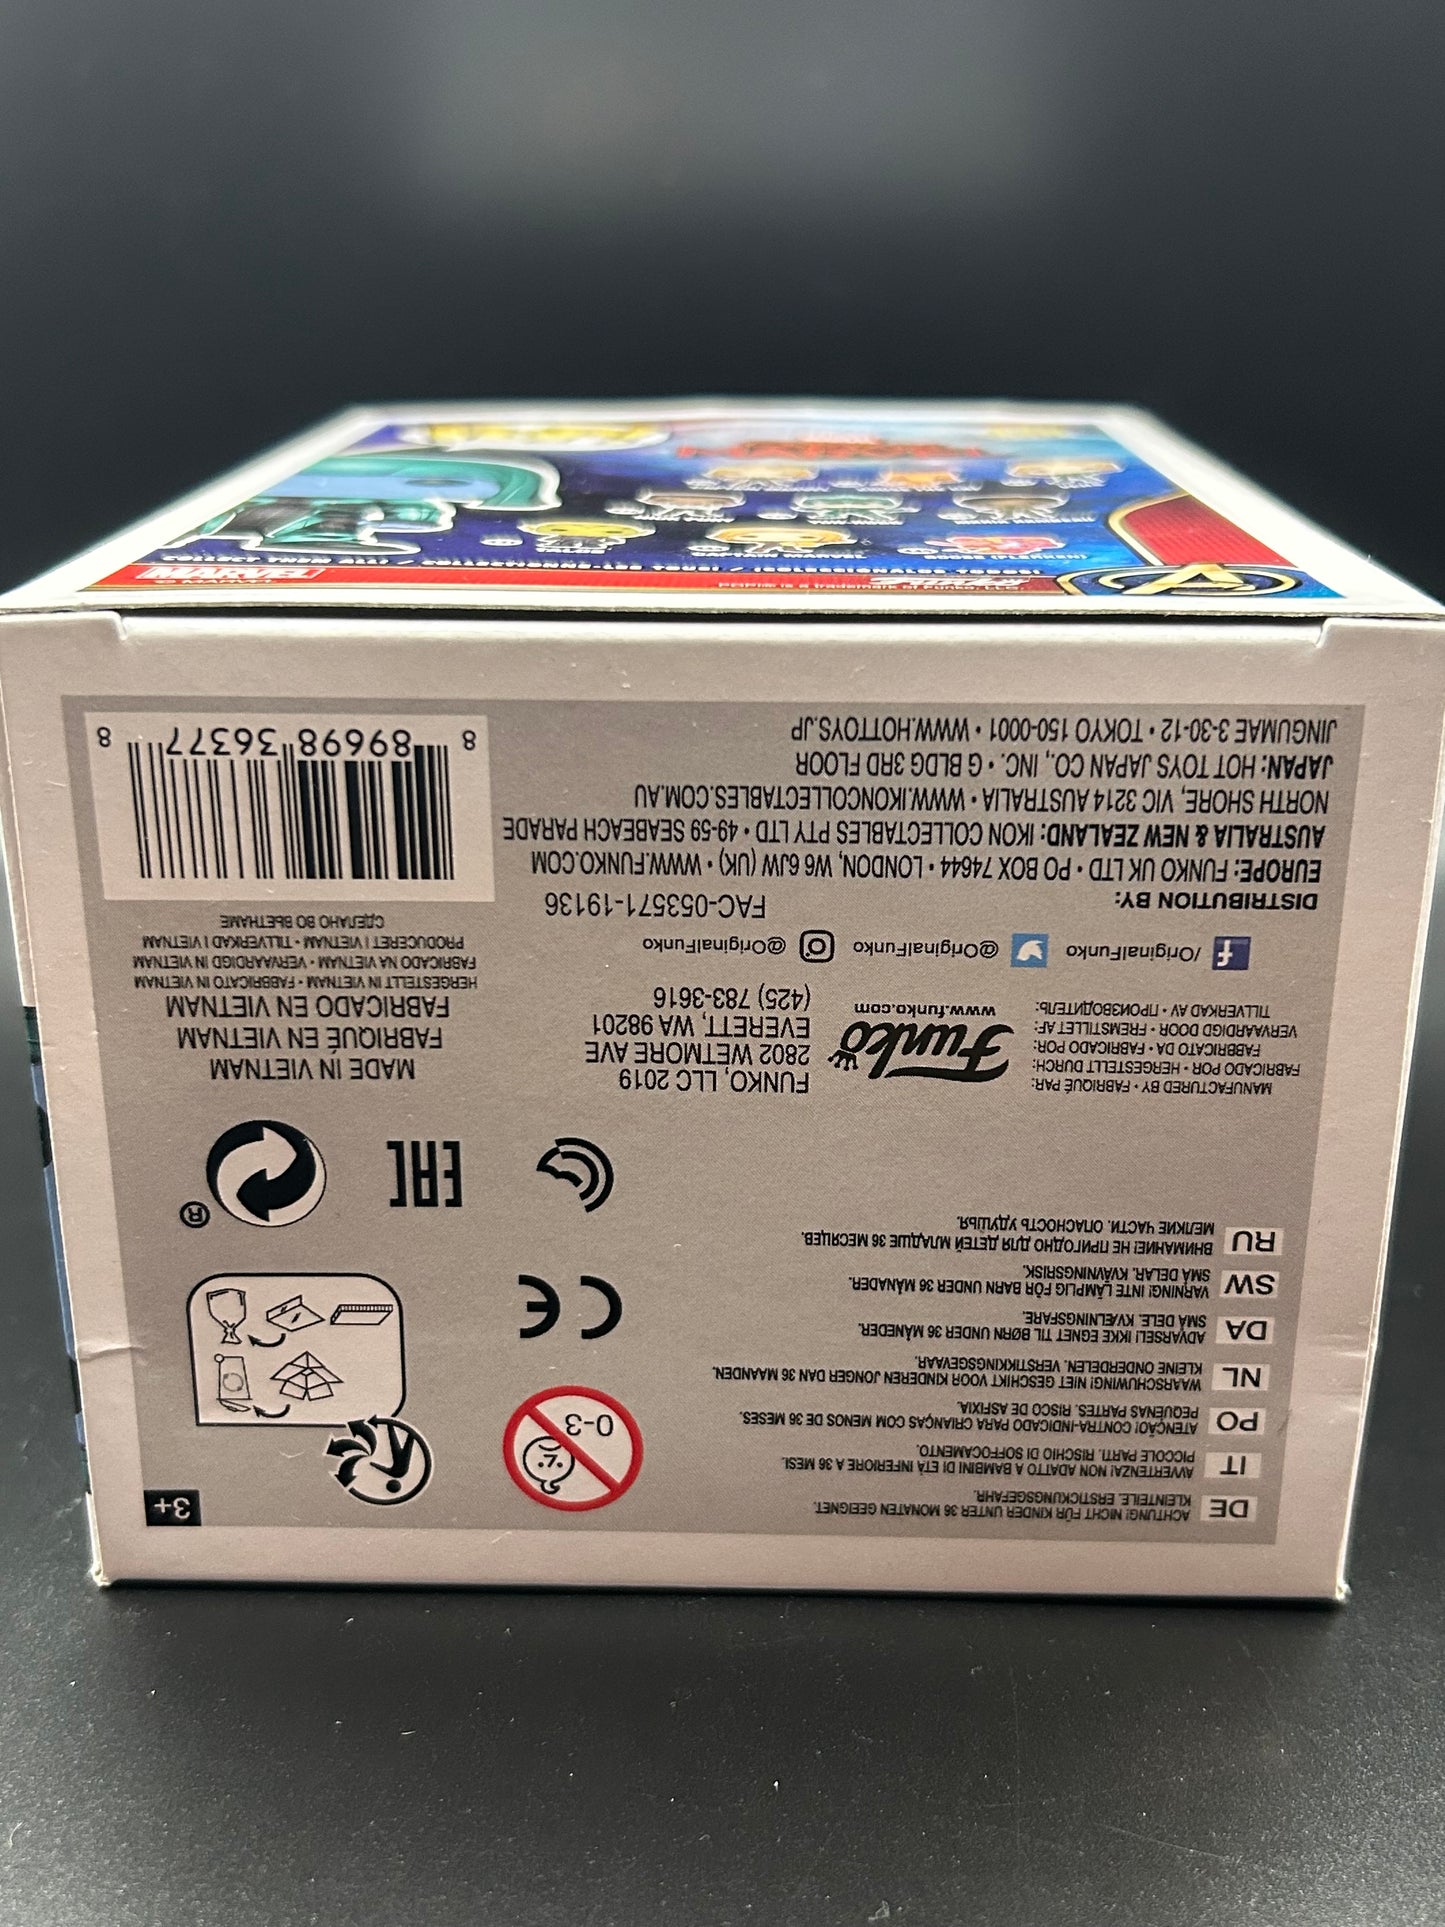 DE
ACHTUNG! NICHT FÜR KINDER UNTER 36 MONATEN GEEIGNET.
KLEINTEILE. ERSTICKUNGSGEFAHR.
IT
AVVERTENZA! NON ADATTO A BAMBINI DI ETÀ INFERIORE A 36 MESI.
PICCOLE PARTI. RISCHIO DI SOFFOCAMENTO.
PO
ATENÇÃO! CONTRA-INDICADO PARA CRIANÇAS COM MENOS DE 36 MESES.
PEQUENAS PARTES. RISCO DE ASFIXIA.
NL
WAARSCHUWING! NIET GESCHIKT VOOR KINDEREN JONGER DAN 36 MAANDEN.
KLEINE ONDERDELEN. VERSTIKKINGSGEVAAR.
DA
ADVARSEL! IKKE EGNET TIL BØRN UNDER 36 MÅNEDER.
SMÅ DELE. KVÆLNINGSFARE.
SW
VARNING! INTE LÄMPLIG FÖR BARN UNDER 36 MÅNADER.
SMÅ DELAR. KVÄVNINGSRISK.
RU
ВНИМАНИЕ! НЕ ПРИГОДНО ДЛЯ ДЕТЕЙ МЛАДШЕ 36 МЕСЯЦЕВ.
МЕЛКИЕ ЧАСТИ. ОПАСНОСТЬ УДУШЬЯ.
0-3
3+
CE
EAC
®
MANUFACTURED BY • FABRIQUÉ PAR:
FABRICADO POR • HERGESTELLT DURCH:
FABBRICATO DA • FABRICADO POR:
VERVAARDIGD DOOR • FREMSTILLET AF:
TILLVERKAD AV • ПРОИЗВОДИТЕЛЬ:
Funko
www.funko.com
FUNKO, LLC 2019
2802 WETMORE AVE
EVERETT, WA 98201
(425) 783-3616
MADE IN VIETNAM
FABRIQUÉ EN VIETNAM
FABRICADO EN VIETNAM
HERGESTELLT IN VIETNAM • FABBRICATO IN VIETNAM
FABRICADO NA VIETNAM • VERVAARDIGD IN VIETNAM
PRODUCERET I VIETNAM • TILLVERKAD I VIETNAM
СДЕЛАНО ВО ВЬЕТНАМЕ
/OriginalFunko
@OriginalFunko
@OriginalFunko
DISTRIBUTION BY:
FAC-053571-19136
EUROPE: FUNKO UK LTD • PO BOX 74644 • LONDON, W6 6JW (UK) • WWW.FUNKO.COM
AUSTRALIA & NEW ZEALAND: IKON COLLECTABLES PTY LTD • 49-59 SEABEACH PARADE
NORTH SHORE, VIC 3214 AUSTRALIA • WWW.IKONCOLLECTABLES.COM.AU
JAPAN: HOT TOYS JAPAN CO., INC. • G BLDG 3RD FLOOR
JINGUMAE 3-30-12 • TOKYO 150-0001 • WWW.HOTTOYS.JP
8 89698 36377 8
MARVEL
TALOS